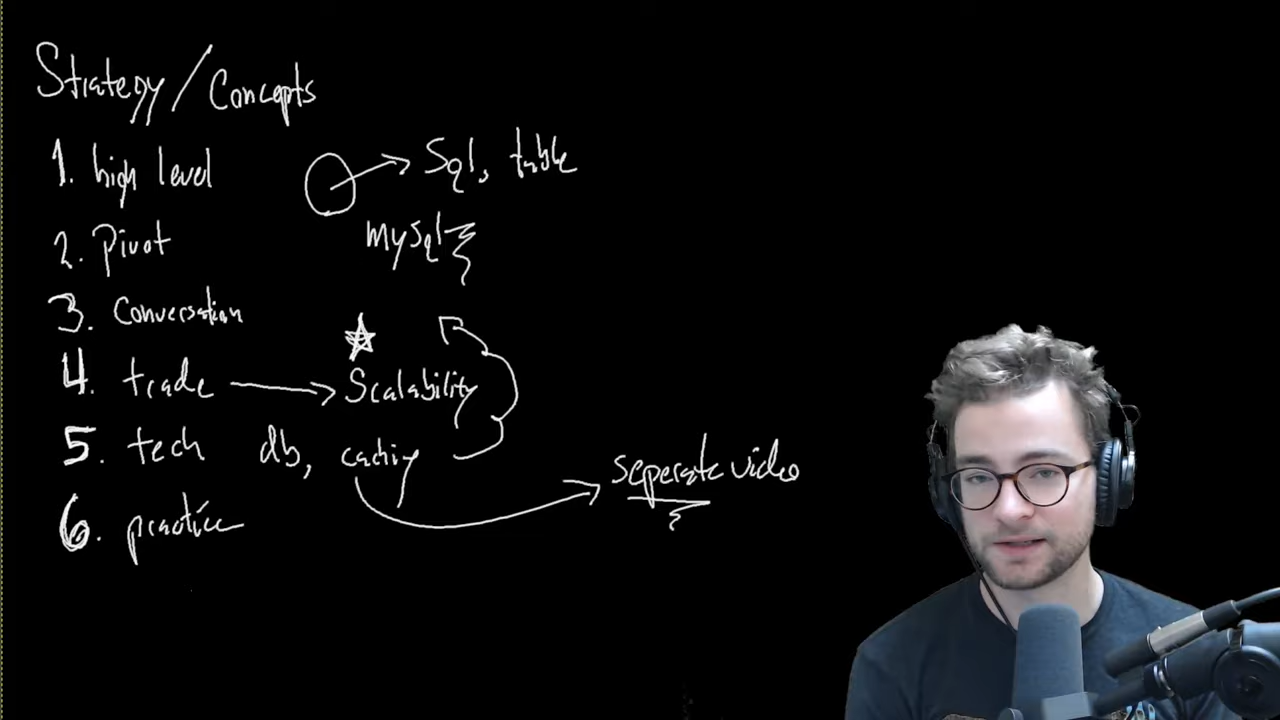 Strategy/Concepts
1. high level
Sql, table
mySql
2. Pivot
3. Conversation
4. trade
Scalability
5. tech db, caching
seperate video
6. practice